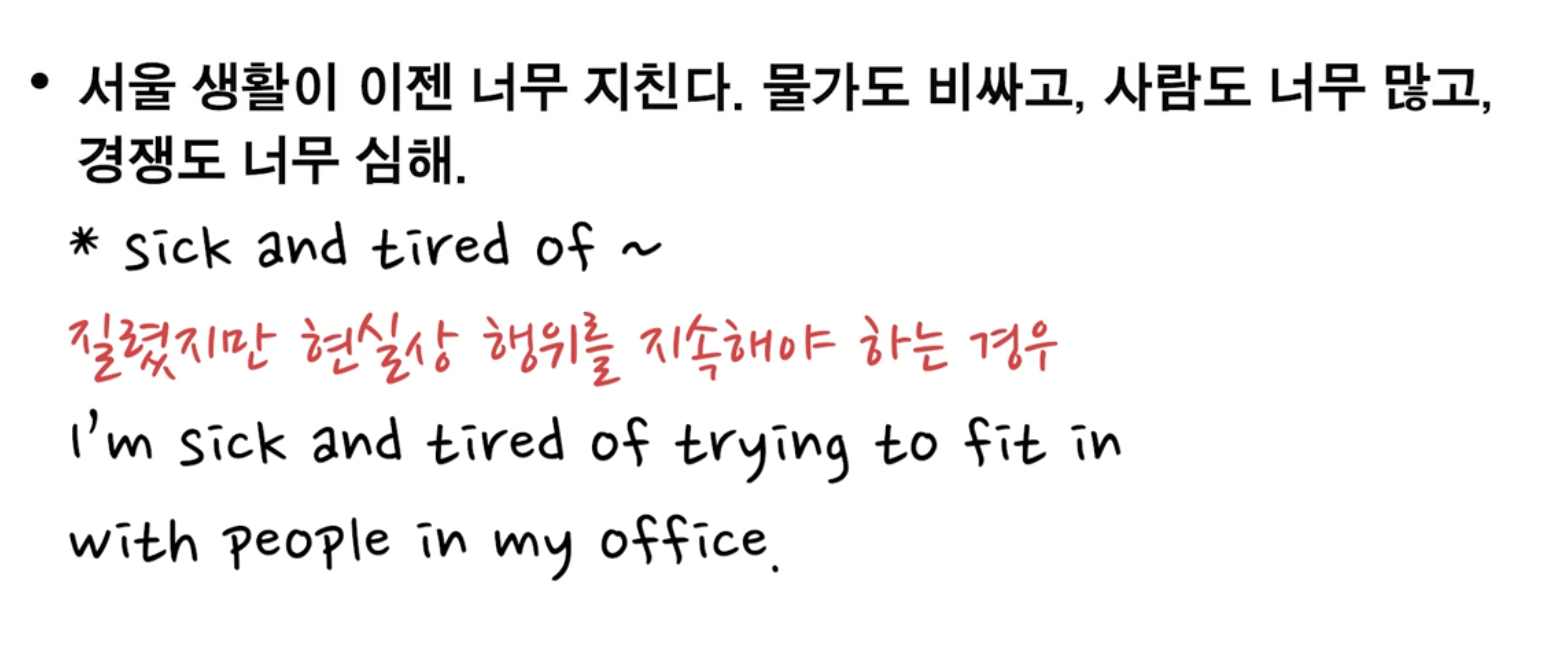 • 서울 생활이 이젠 너무 지친다. 물가도 비싸고, 사람도 너무 많고,
경쟁도 너무 심해.
* sick and tired of ~
질렸지만 현실상 행위를 지속해야 하는 경우
I'm sick and tired of trying to fit in
with people in my office.